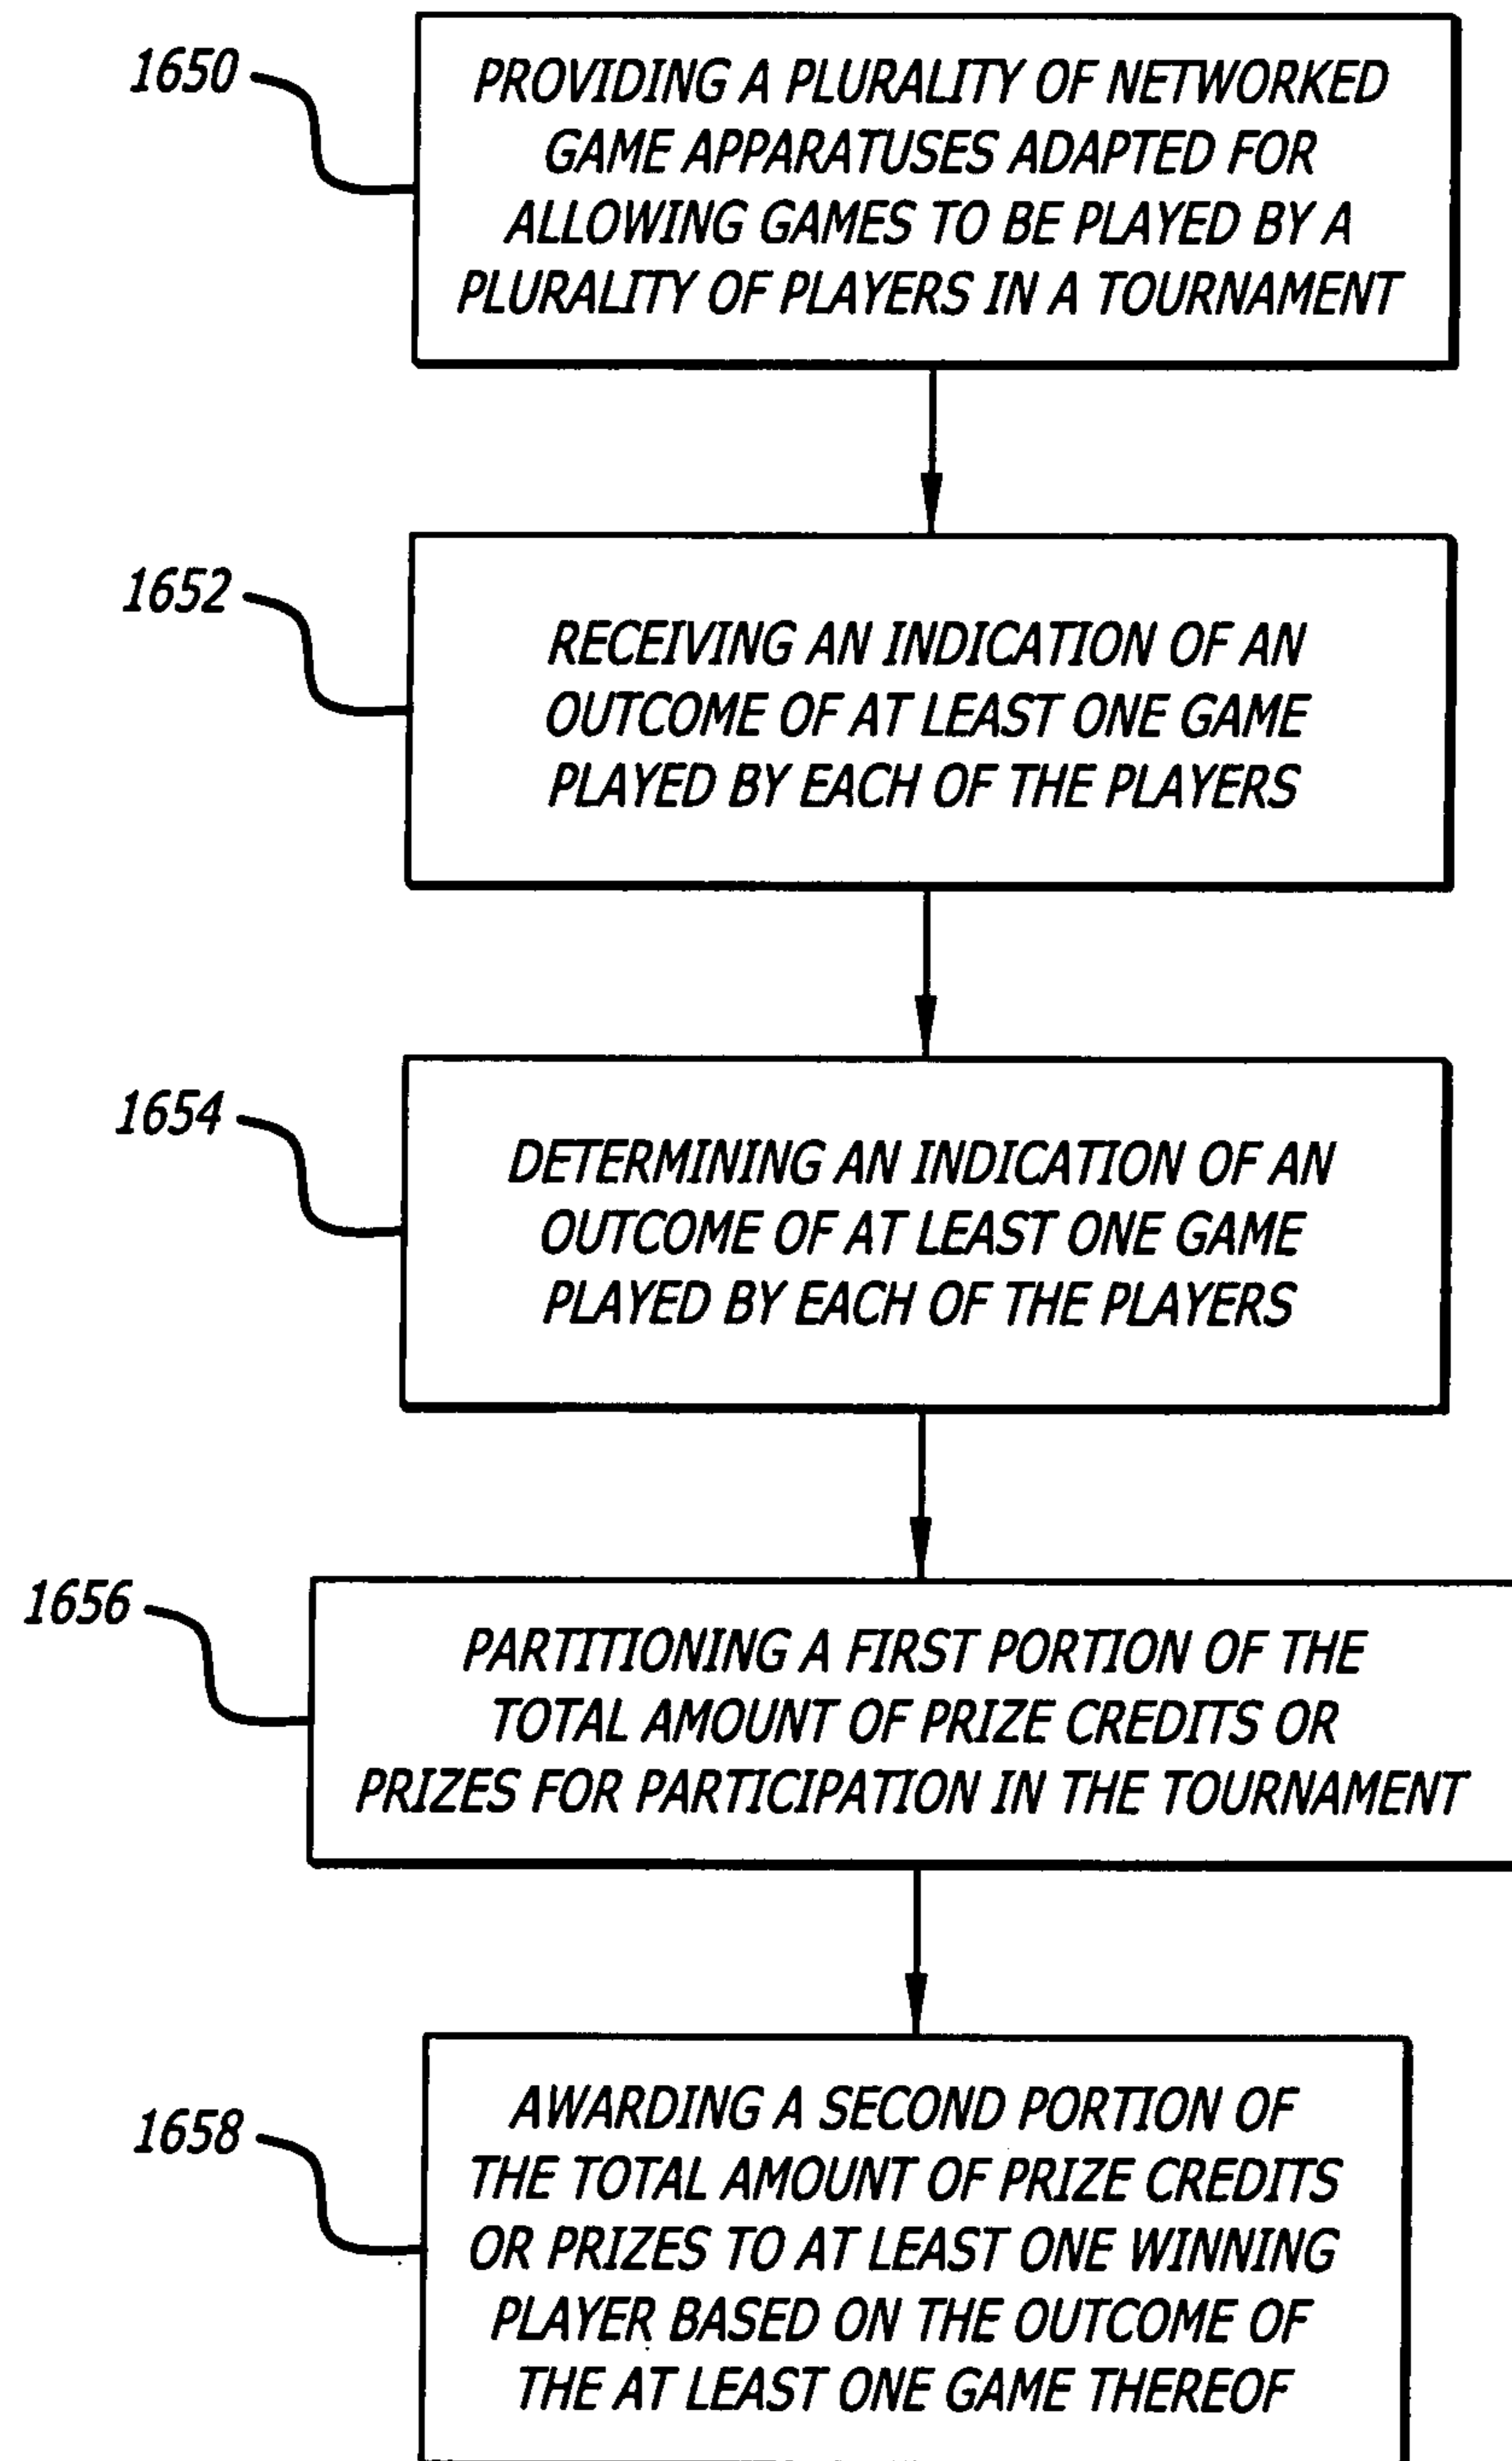 1650
PROVIDING A PLURALITY OF NETWORKED
GAME APPARATUSES ADAPTED FOR
ALLOWING GAMES TO BE PLAYED BY A
PLURALITY OF PLAYERS IN A TOURNAMENT
1652
RECEIVING AN INDICATION OF AN
OUTCOME OF AT LEAST ONE GAME
PLAYED BY EACH OF THE PLAYERS
1654
DETERMINING AN INDICATION OF AN
OUTCOME OF AT LEAST ONE GAME
PLAYED BY EACH OF THE PLAYERS
1656
PARTITIONING A FIRST PORTION OF THE
TOTAL AMOUNT OF PRIZE CREDITS OR
PRIZES FOR PARTICIPATION IN THE TOURNAMENT
1658
AWARDING A SECOND PORTION OF
THE TOTAL AMOUNT OF PRIZE CREDITS
OR PRIZES TO AT LEAST ONE WINNING
PLAYER BASED ON THE OUTCOME OF
THE AT LEAST ONE GAME THEREOF